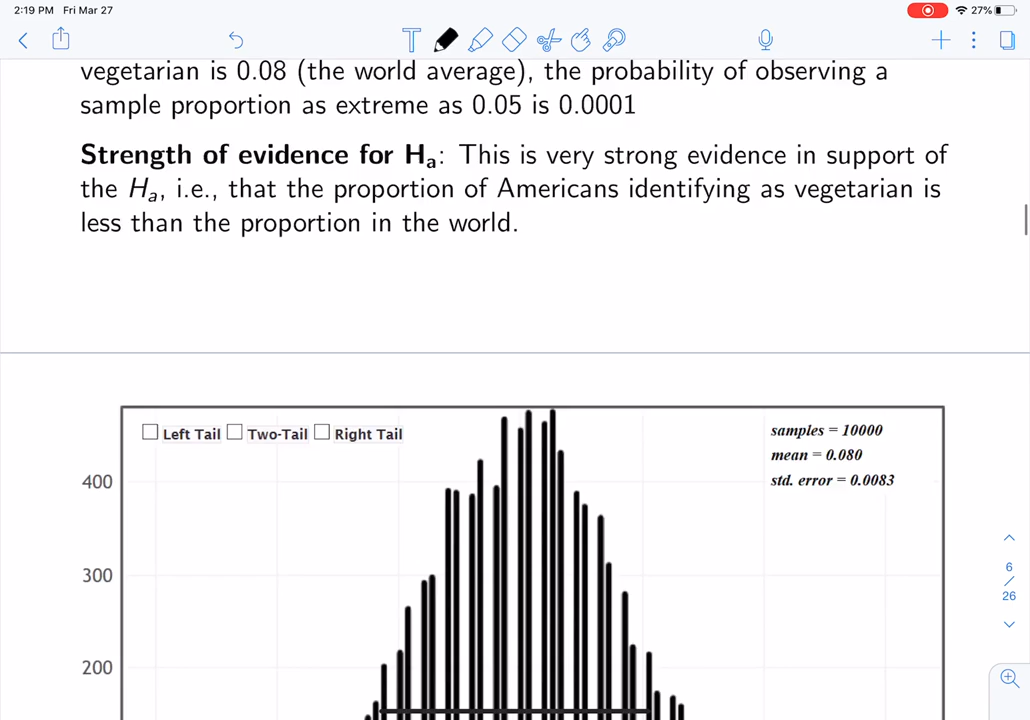 2:19 PM Fri Mar 27
27%
T
vegetarian is 0.08 (the world average), the probability of observing a
sample proportion as extreme as 0.05 is 0.0001
Strength of evidence for Ha: This is very strong evidence in support of
the Ha, i.e., that the proportion of Americans identifying as vegetarian is
less than the proportion in the world.
Left Tail Two-Tail Right Tail
samples = 10000
mean = 0.080
std. error = 0.0083
400
300
200
6
/
26